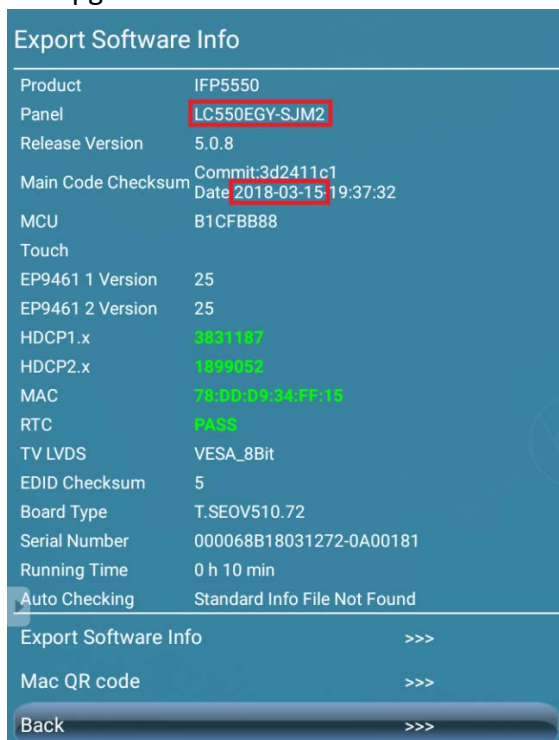 Export Software Info
Product IFP5550
Panel LC550EGY-SJM2
Release Version 5.0.8
Main Code Checksum Commit:3d2411c1
Date 2018-03-15-19:37:32
MCU B1CFBB88
Touch
EP9461 1 Version 25
EP9461 2 Version 25
HDCP1.x 3831187
HDCP2.x 1899052
MAC 78:DD:D9:34:FF:15
RTC PASS
TV LVDS VESA_8Bit
EDID Checksum 5
Board Type T.SEOV510.72
Serial Number 000068B18031272-0A00181
Running Time 0 h 10 min
Auto Checking Standard Info File Not Found
Export Software Info >>>
Mac QR code >>>
Back >>>